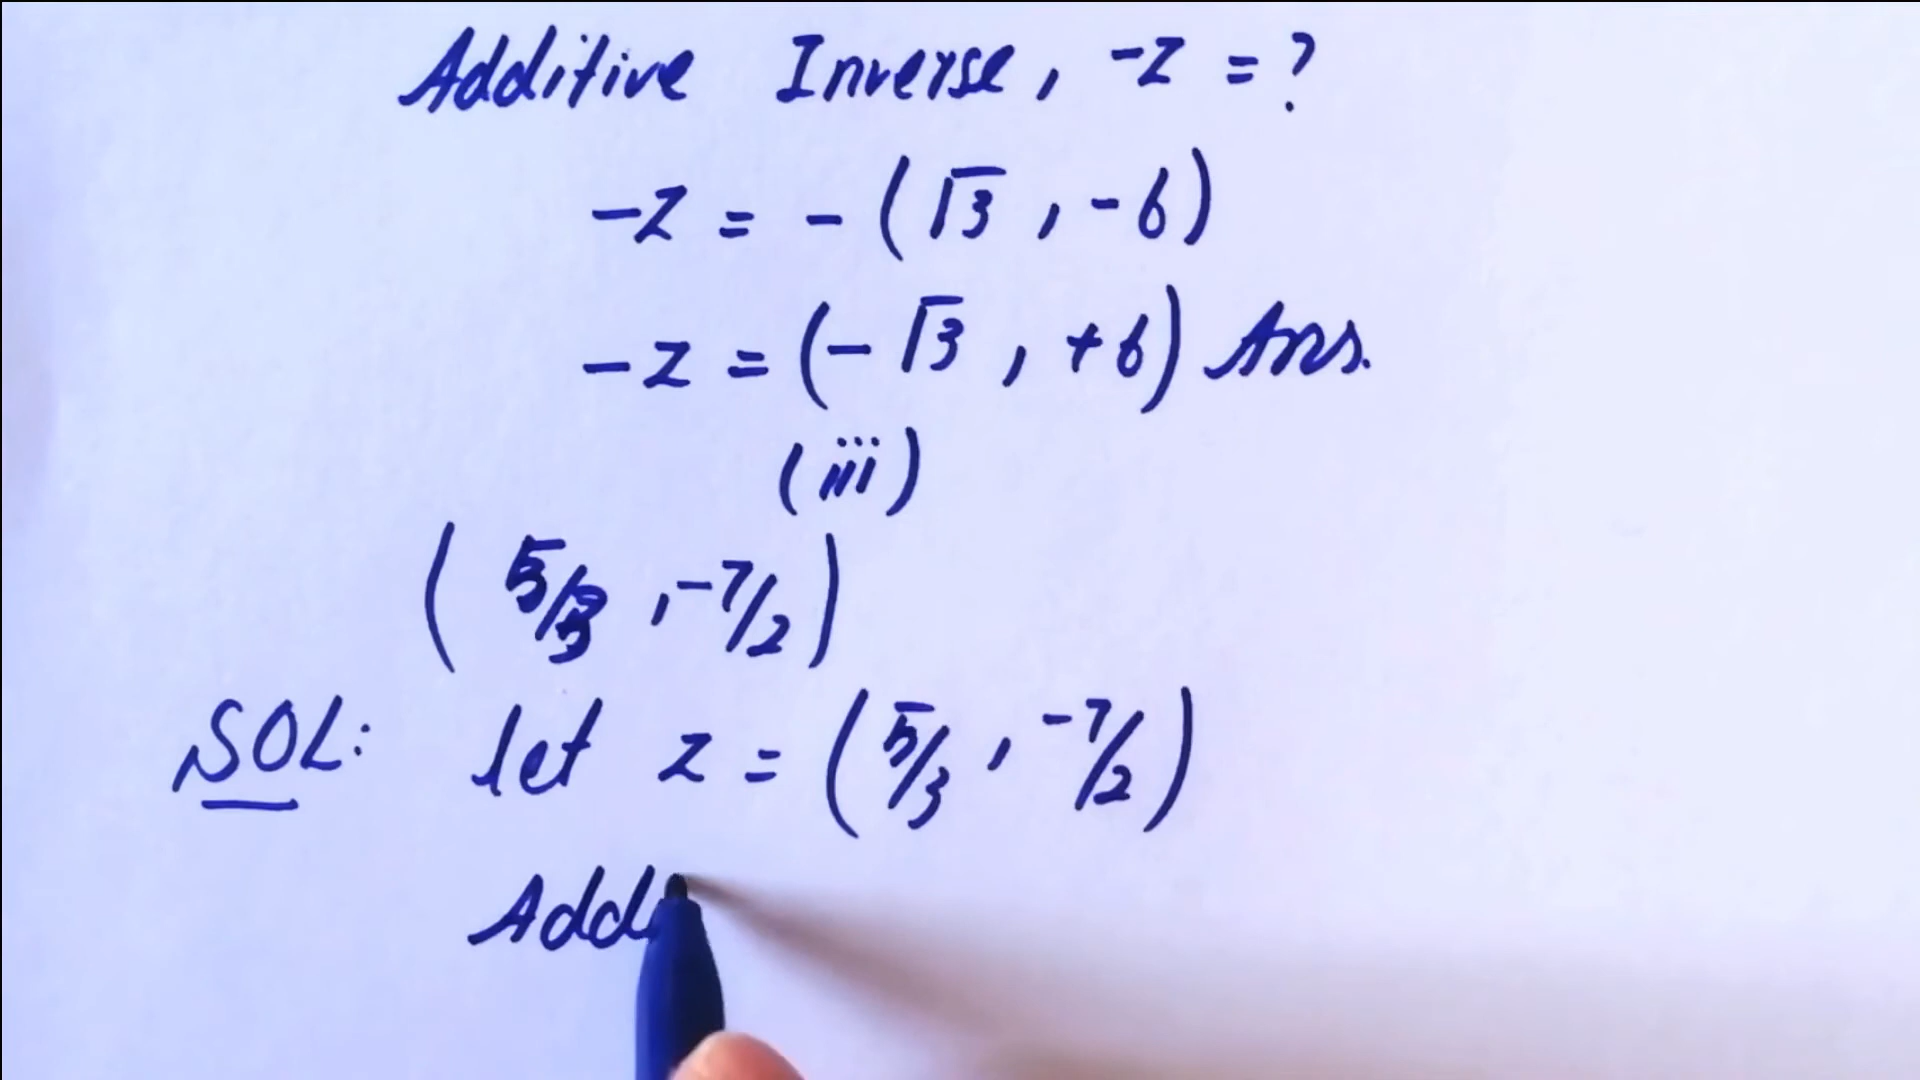 Additive Inverse, -z = ?
-z = - (√3, -6)
-z = (-√3, +6) Ans.
(iii)
(5/3, -7/2)
SOL: let z = (5/3, -7/2)
Add